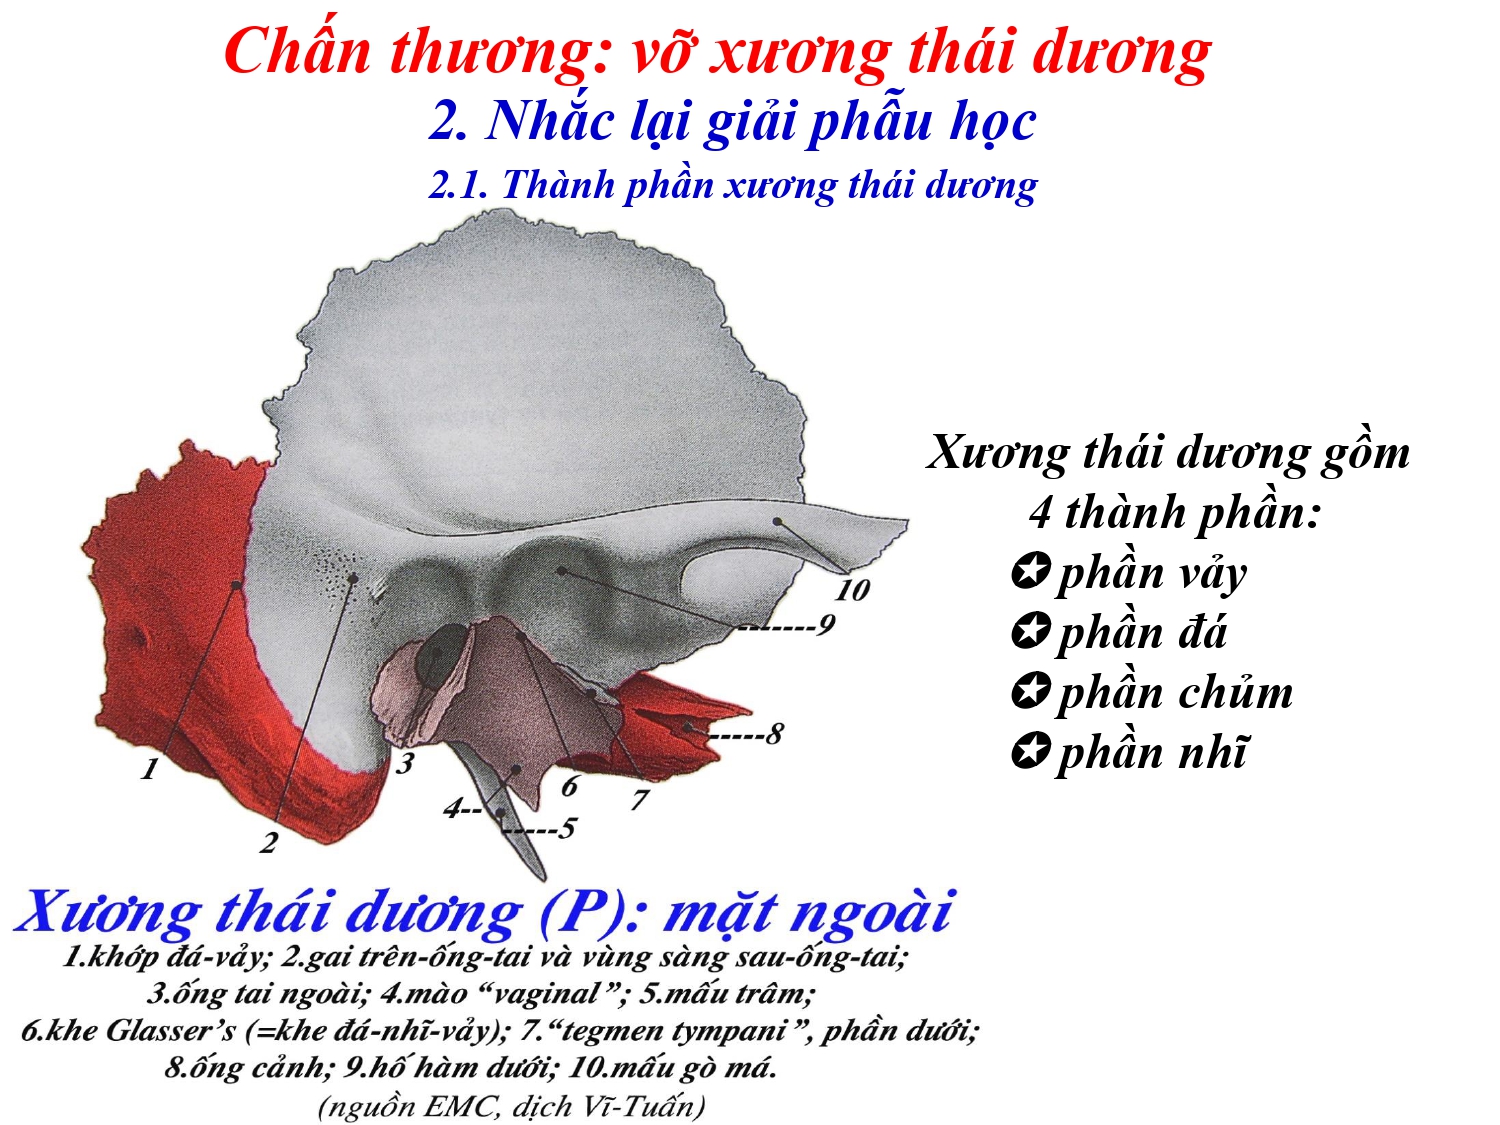 Chấn thương: vỡ xương thái dương
2. Nhắc lại giải phẫu học
2.1. Thành phần xương thái dương
Xương thái dương gồm
4 thành phần:
✪ phần vảy
✪ phần đá
✪ phần chủm
✪ phần nhĩ
10
-------9
-----8
1
2
3
4--
-----5
6
7
Xương thái dương (P): mặt ngoài
1.khớp đá-vảy; 2.gai trên-ống-tai và vùng sàng sau-ống-tai;
3.ống tai ngoài; 4.mào “vaginal”; 5.mấu trâm;
6.khe Glasser’s (=khe đá-nhĩ-vảy); 7.“tegmen tympani”, phần dưới;
8.ống cảnh; 9.hố hàm dưới; 10.mấu gò má.
(nguồn EMC, dịch Vĩ-Tuấn)